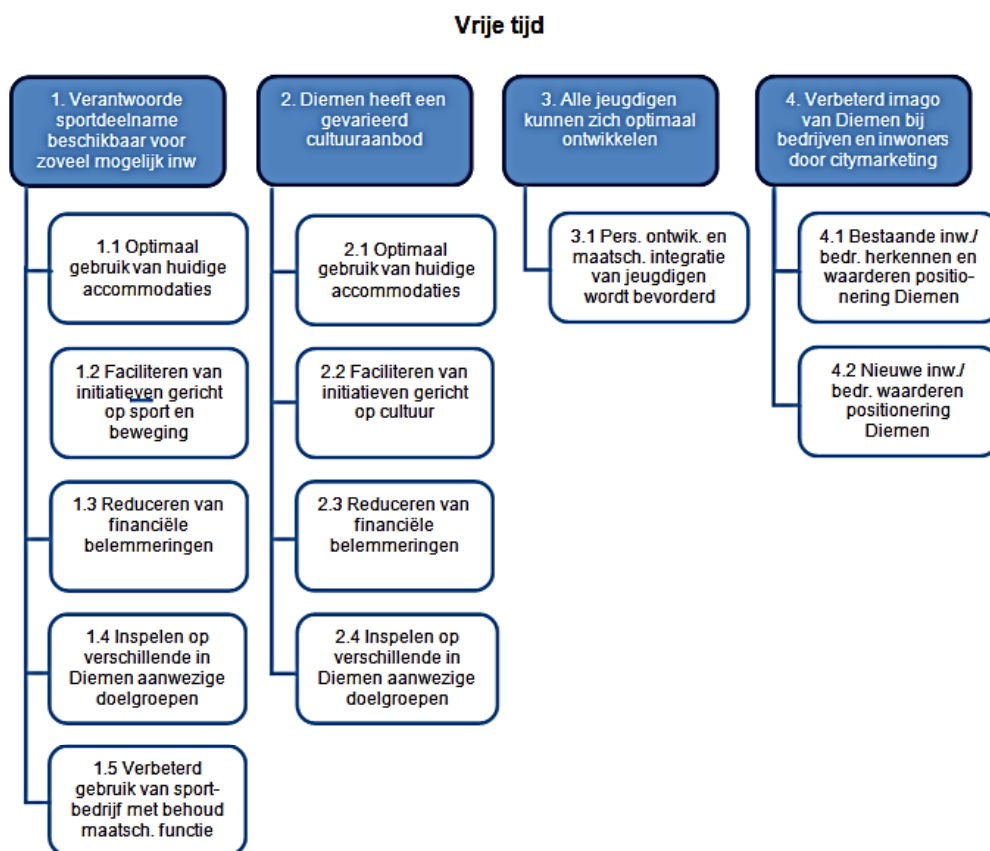 Vrije tijd
1. Verantwoorde
sportdeelname
beschikbaar voor
zoveel mogelijk inw
2. Diemen heeft een
gevarieerd
cultuuraanbod
3. Alle jeugdigen
kunnen zich optimaal
ontwikkelen
4. Verbeterd imago
van Diemen bij
bedrijven en inwoners
door citymarketing
1.1 Optimaal
gebruik van huidige
accommodaties
1.2 Faciliteren van
initiatieven gericht
op sport en
beweging
1.3 Reduceren van
financiële
belemmeringen
1.4 Inspelen op
verschillende in
Diemen aanwezige
doelgroepen
1.5 Verbeterd
gebruik van sport-
bedrijf met behoud
maatsch. functie
2.1 Optimaal
gebruik van huidige
accommodaties
2.2 Faciliteren van
initiatieven gericht
op cultuur
2.3 Reduceren van
financiële
belemmeringen
2.4 Inspelen op
verschillende in
Diemen aanwezige
doelgroepen
3.1 Pers. ontwik. en
maatsch. integratie
van jeugdigen
wordt bevorderd
4.1 Bestaande inw./
bedr. herkennen en
waarderen positio-
nering Diemen
4.2 Nieuwe inw./
bedr. waarderen
positionering
Diemen